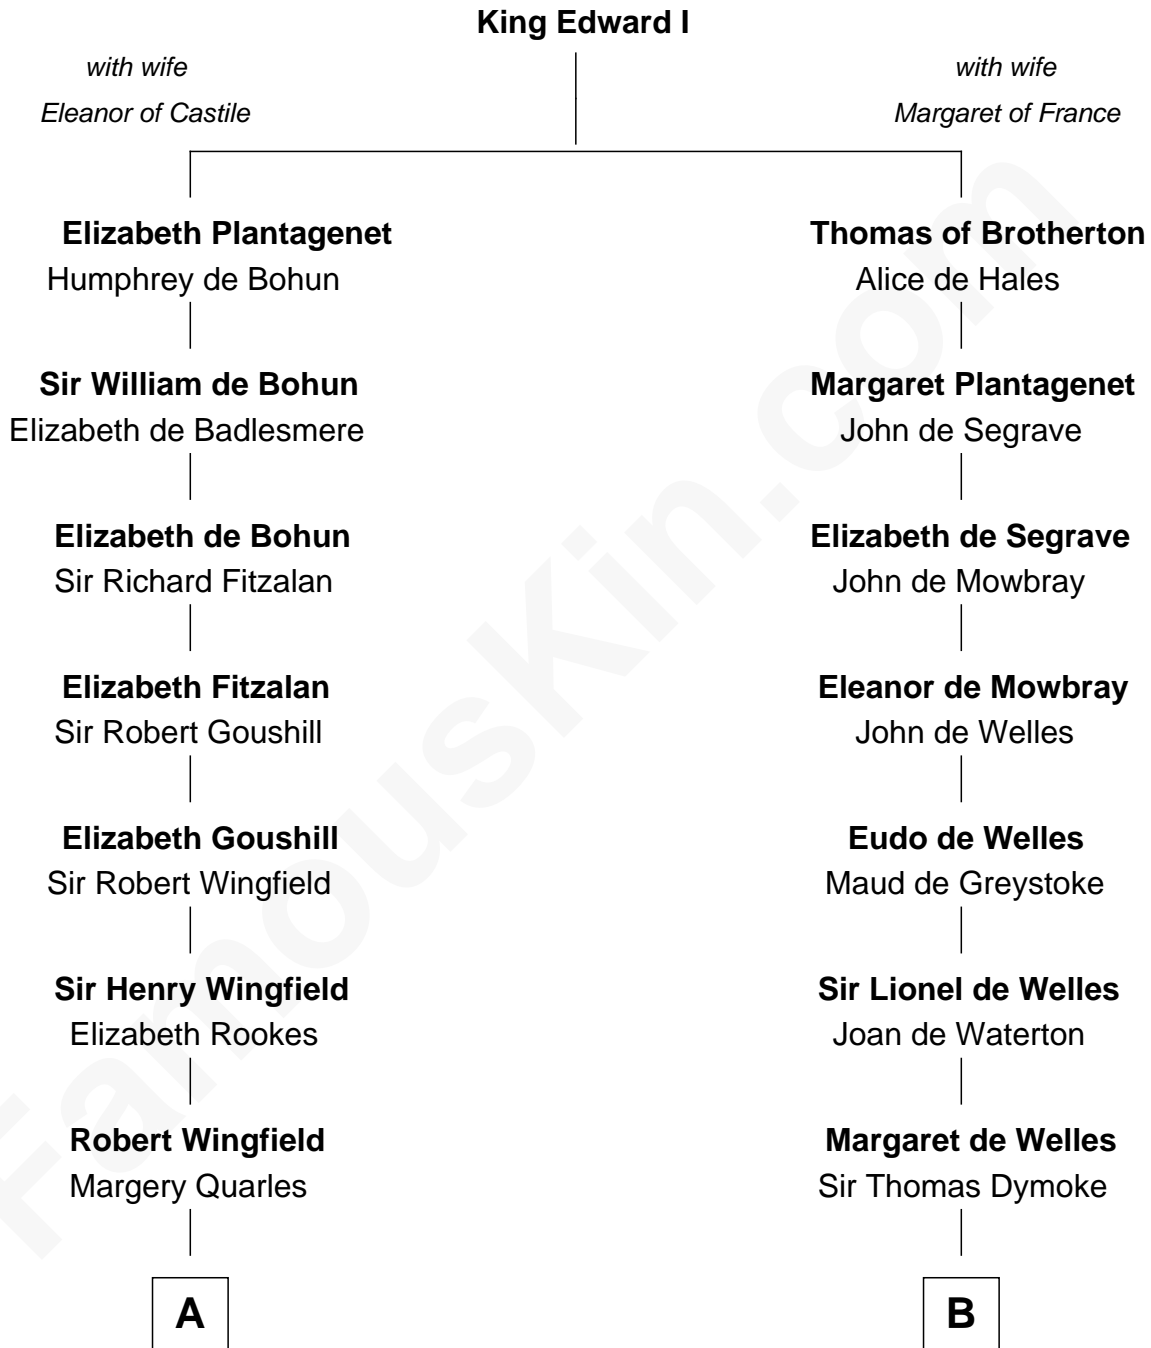 King Edward I
with wife
Eleanor of Castile
with wife
Margaret of France
Elizabeth Plantagenet
Humphrey de Bohun
Thomas of Brotherton
Alice de Hales
Sir William de Bohun
Elizabeth de Badlesmere
Margaret Plantagenet
John de Segrave
Elizabeth de Bohun
Sir Richard Fitzalan
Elizabeth de Segrave
John de Mowbray
Elizabeth Fitzalan
Sir Robert Goushill
Eleanor de Mowbray
John de Welles
Elizabeth Goushill
Sir Robert Wingfield
Eudo de Welles
Maud de Greystoke
Sir Henry Wingfield
Elizabeth Rookes
Sir Lionel de Welles
Joan de Waterton
Robert Wingfield
Margery Quarles
Margaret de Welles
Sir Thomas Dymoke
A
B
FamousKin.com